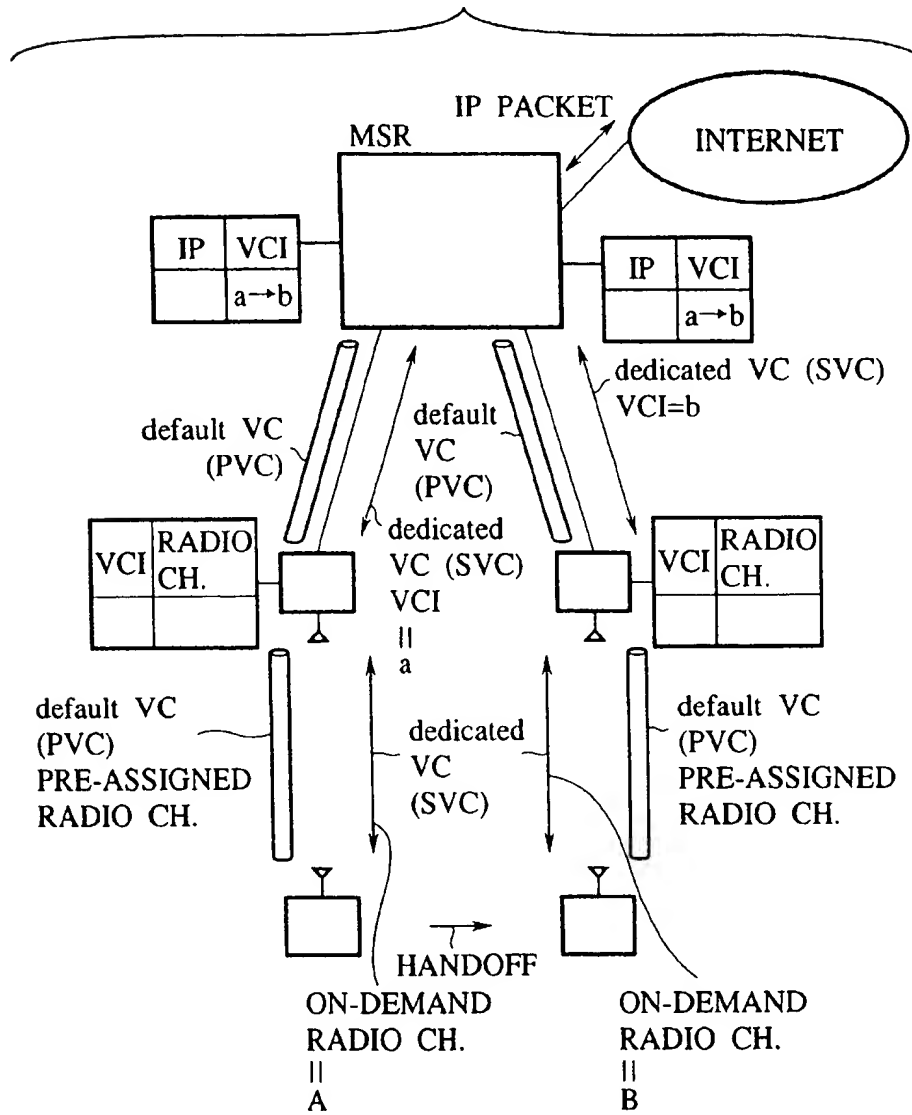 IP PACKET
INTERNET
MSR
IP VCI
a→b
IP VCI
a→b
dedicated VC (SVC)
VCI=b
default VC
(PVC)
default
VC
(PVC)
dedicated
VC (SVC)
VCI
=
a
VCI RADIO
CH.
VCI RADIO
CH.
default VC
(PVC)
PRE-ASSIGNED
RADIO CH.
dedicated
VC
(SVC)
default VC
(PVC)
PRE-ASSIGNED
RADIO CH.
HANDOFF
ON-DEMAND
RADIO CH.
=
A
ON-DEMAND
RADIO CH.
=
B